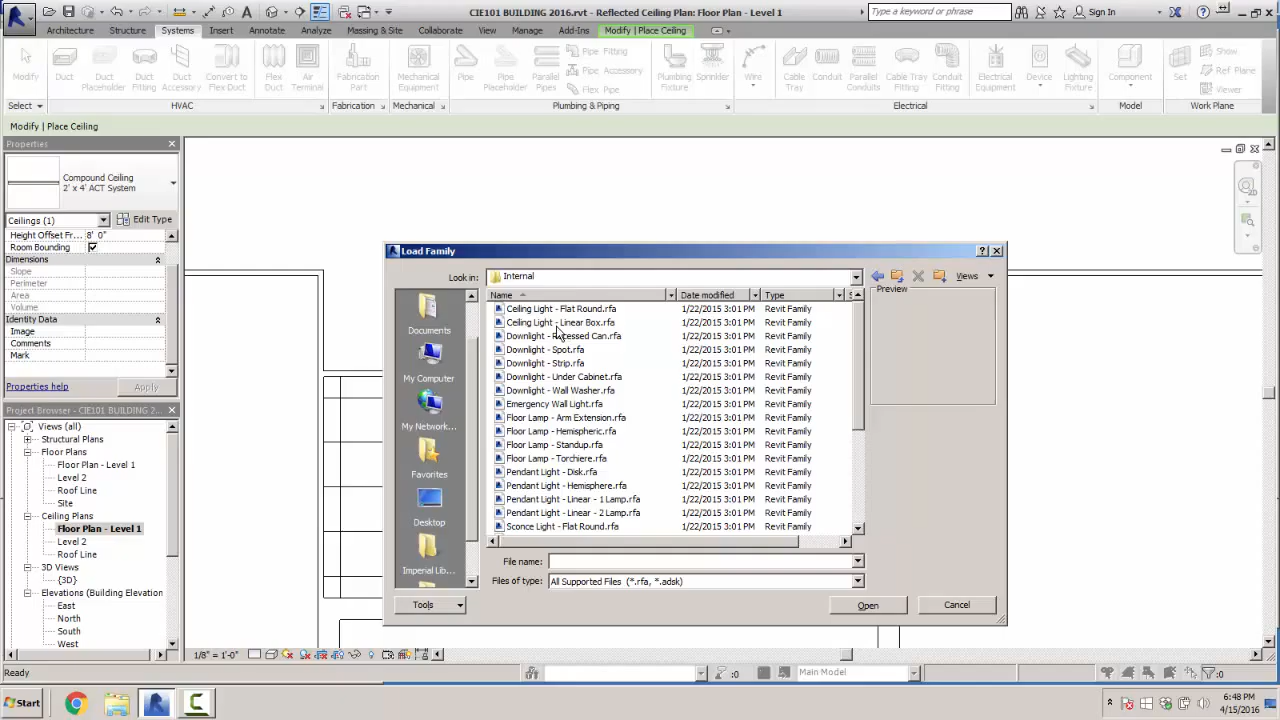 CIE101 BUILDING 2016.rvt - Reflected Ceiling Plan: Floor Plan - Level 1
Type a keyword or phrase
Sign In
Architecture
Structure
Systems
Insert
Annotate
Analyze
Massing & Site
Collaborate
View
Manage
Add-Ins
Modify | Place Ceiling
Modify
Duct
Duct Placeholder
Duct Fitting
Duct Accessory
Convert to Flex Duct
Flex Duct
Air Terminal
Fabrication Part
Mechanical Equipment
Pipe
Pipe Placeholder
Parallel Pipes
Pipe Fitting
Pipe Accessory
Flex Pipe
Plumbing Fixture
Sprinkler
Wire
Cable Tray
Conduit
Parallel Conduits
Cable Tray Fitting
Conduit Fitting
Electrical Equipment
Device
Lighting Fixture
Component
Set
Show
Ref Plane
Viewer
Select
HVAC
Fabrication
Mechanical
Plumbing & Piping
Electrical
Model
Work Plane
Modify | Place Ceiling
Properties
Compound Ceiling
2' x 4' ACT System
Ceilings (1)
Edit Type
Height Offset Fr... 8' 0"
Room Bounding
Dimensions
Slope
Perimeter
Area
Volume
Identity Data
Image
Comments
Mark
Properties help
Apply
Project Browser - CIE101 BUILDING 2...
Views (all)
Structural Plans
Floor Plans
Floor Plan - Level 1
Level 2
Roof Line
Site
Ceiling Plans
Floor Plan - Level 1
Level 2
Roof Line
3D Views
{3D}
Elevations (Building Elevation
East
North
South
West
Load Family
Look in:
Internal
Views
Preview
Documents
My Computer
My Network...
Favorites
Desktop
Imperial Lib...
Name Date modified Type S
Ceiling Light - Flat Round.rfa 1/22/2015 3:01 PM Revit Family
Ceiling Light - Linear Box.rfa 1/22/2015 3:01 PM Revit Family
Downlight - Recessed Can.rfa 1/22/2015 3:01 PM Revit Family
Downlight - Spot.rfa 1/22/2015 3:01 PM Revit Family
Downlight - Strip.rfa 1/22/2015 3:01 PM Revit Family
Downlight - Under Cabinet.rfa 1/22/2015 3:01 PM Revit Family
Downlight - Wall Washer.rfa 1/22/2015 3:01 PM Revit Family
Emergency Wall Light.rfa 1/22/2015 3:01 PM Revit Family
Floor Lamp - Arm Extension.rfa 1/22/2015 3:01 PM Revit Family
Floor Lamp - Hemispheric.rfa 1/22/2015 3:01 PM Revit Family
Floor Lamp - Standup.rfa 1/22/2015 3:01 PM Revit Family
Floor Lamp - Torchiere.rfa 1/22/2015 3:01 PM Revit Family
Pendant Light - Disk.rfa 1/22/2015 3:01 PM Revit Family
Pendant Light - Hemisphere.rfa 1/22/2015 3:01 PM Revit Family
Pendant Light - Linear - 1 Lamp.rfa 1/22/2015 3:01 PM Revit Family
Pendant Light - Linear - 2 Lamp.rfa 1/22/2015 3:01 PM Revit Family
Sconce Light - Flat Round.rfa 1/22/2015 3:01 PM Revit Family
File name:
Files of type: All Supported Files (*.rfa, *.adsk)
Tools
Open
Cancel
1/8" = 1'-0"
Ready
:0
Main Model
:0
Start
6:48 PM
4/15/2016